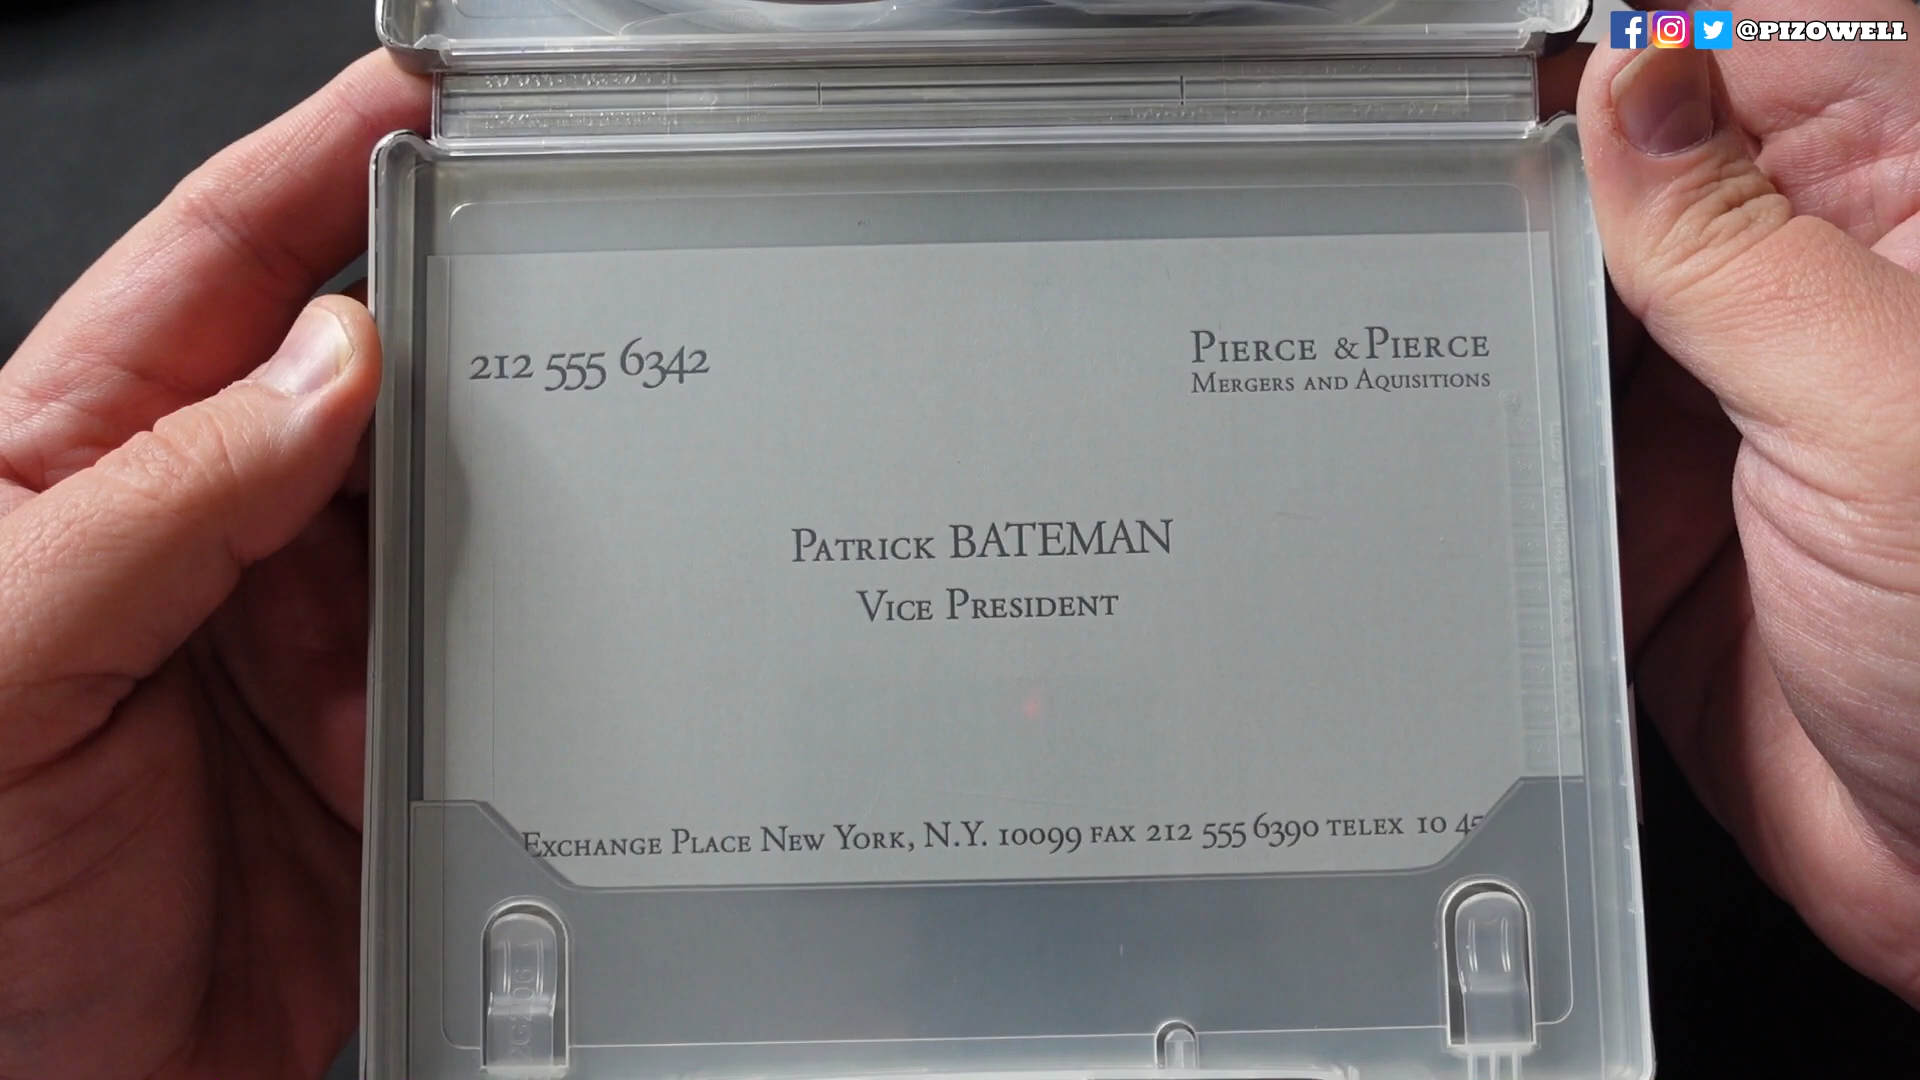 @PIZOWELL
212 555 6342
PIERCE & PIERCE
MERGERS AND AQUISITIONS
PATRICK BATEMAN
VICE PRESIDENT
EXCHANGE PLACE NEW YORK, N.Y. 10099 FAX 212 555 6390 TELEX 10 45